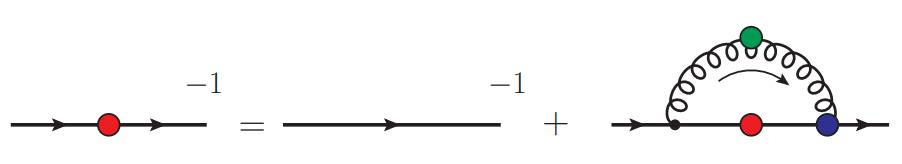 -1 = -1 +